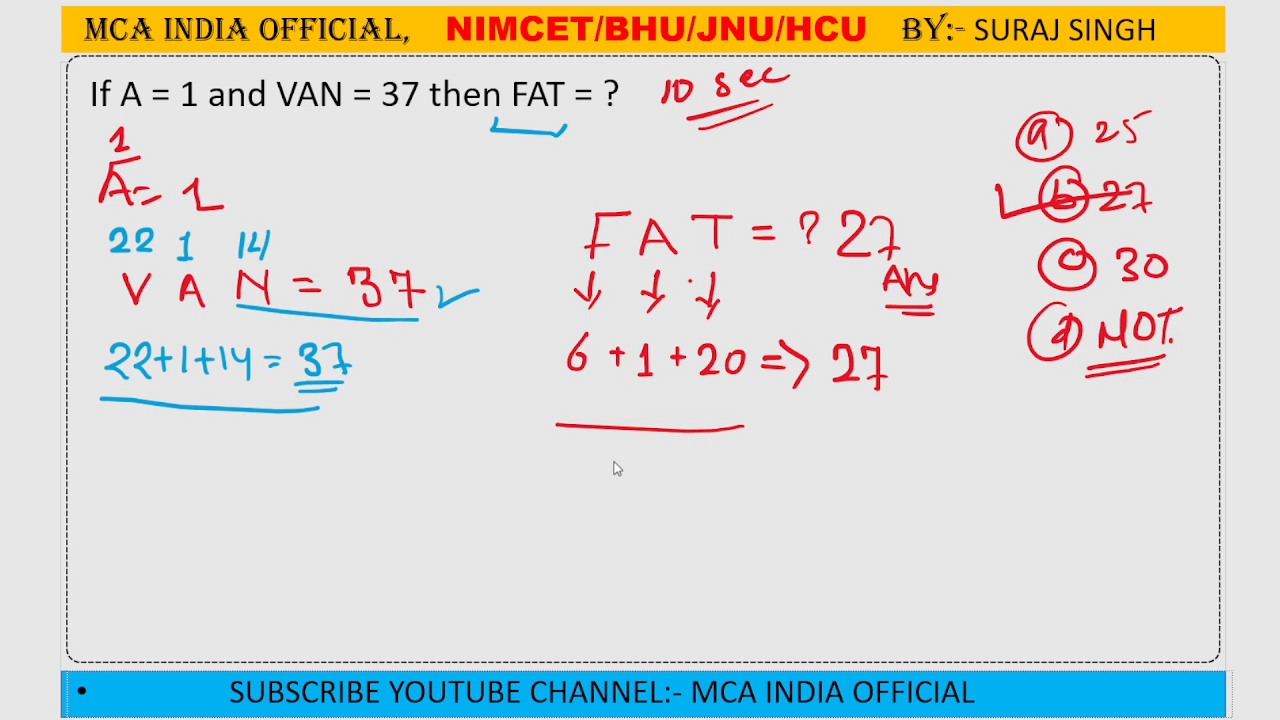 MCA INDIA OFFICIAL, NIMCET/BHU/JNU/HCU BY:- SURAJ SINGH
If A = 1 and VAN = 37 then FAT = ? 10 sec
1
A = 1
22 1 14
V A N = 37
22+1+14 = 37
F A T = ? 27
Ans
6 + 1 + 20 => 27
a 25
b 27
c 30
d NOT.
• SUBSCRIBE YOUTUBE CHANNEL:- MCA INDIA OFFICIAL